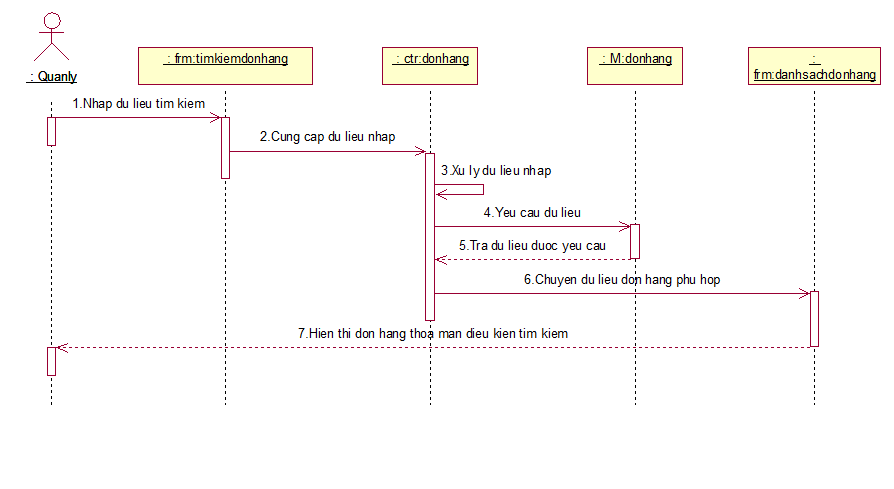 : Quanly
: frm:timkiemdonhang
: ctr:donhang
: M:donhang
:
frm:danhsachdonhang
1.Nhap du lieu tim kiem
2.Cung cap du lieu nhap
3.Xu ly du lieu nhap
4.Yeu cau du lieu
5.Tra du lieu duoc yeu cau
6.Chuyen du lieu don hang phu hop
7.Hien thi don hang thoa man dieu kien tim kiem